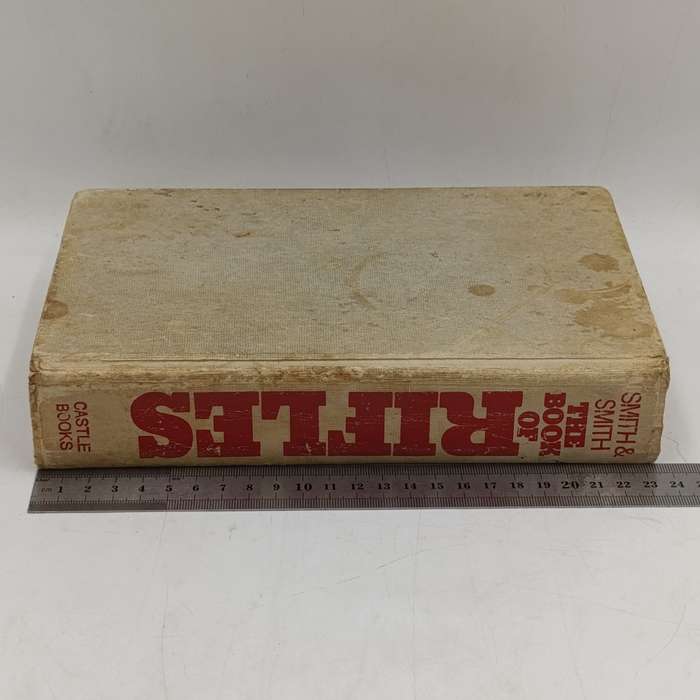 SMITH &
SMITH
THE
BOOK
OF
RIFLES
CASTLE
BOOKS
cm 1 2 3 4 5 6 7 8 9 10 11 12 13 14 15 16 17 18 19 20 21 22 23 24